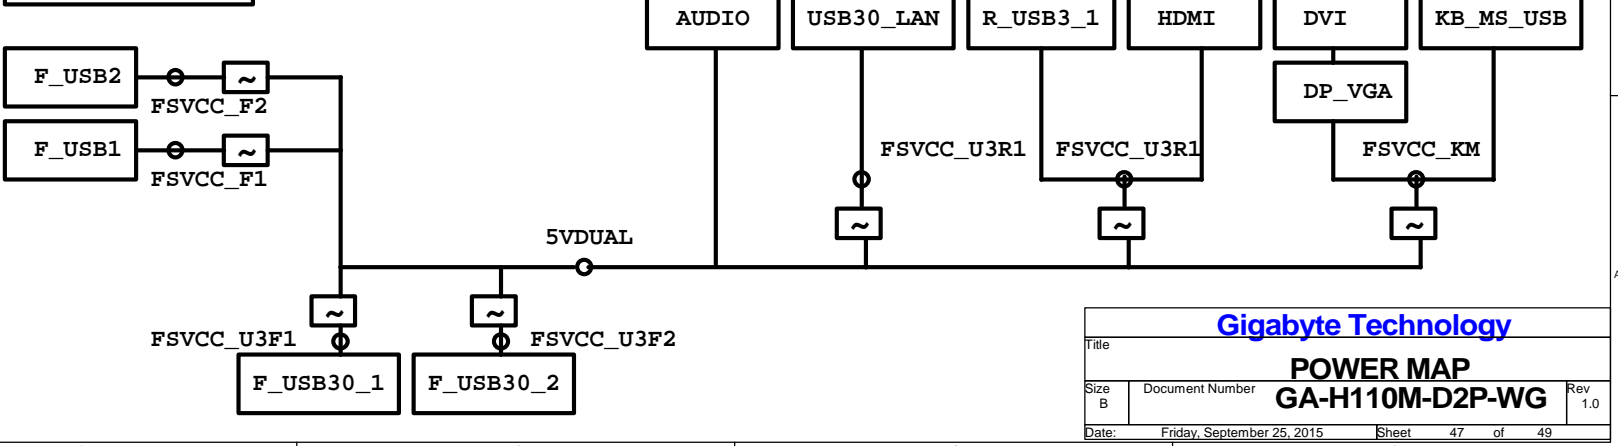 AUDIO
USB30_LAN
R_USB3_1
HDMI
DVI
KB_MS_USB
F_USB2
~
FSVCC_F2
DP_VGA
F_USB1
~
FSVCC_F1
FSVCC_U3R1
FSVCC_U3R1
FSVCC_KM
~
~
~
5VDUAL
~
~
FSVCC_U3F1
FSVCC_U3F2
F_USB30_1
F_USB30_2
Gigabyte Technology
Title
POWER MAP
Size
B
Document Number
GA-H110M-D2P-WG
Rev
1.0
Date:
Friday, September 25, 2015
Sheet
47
of
49
A